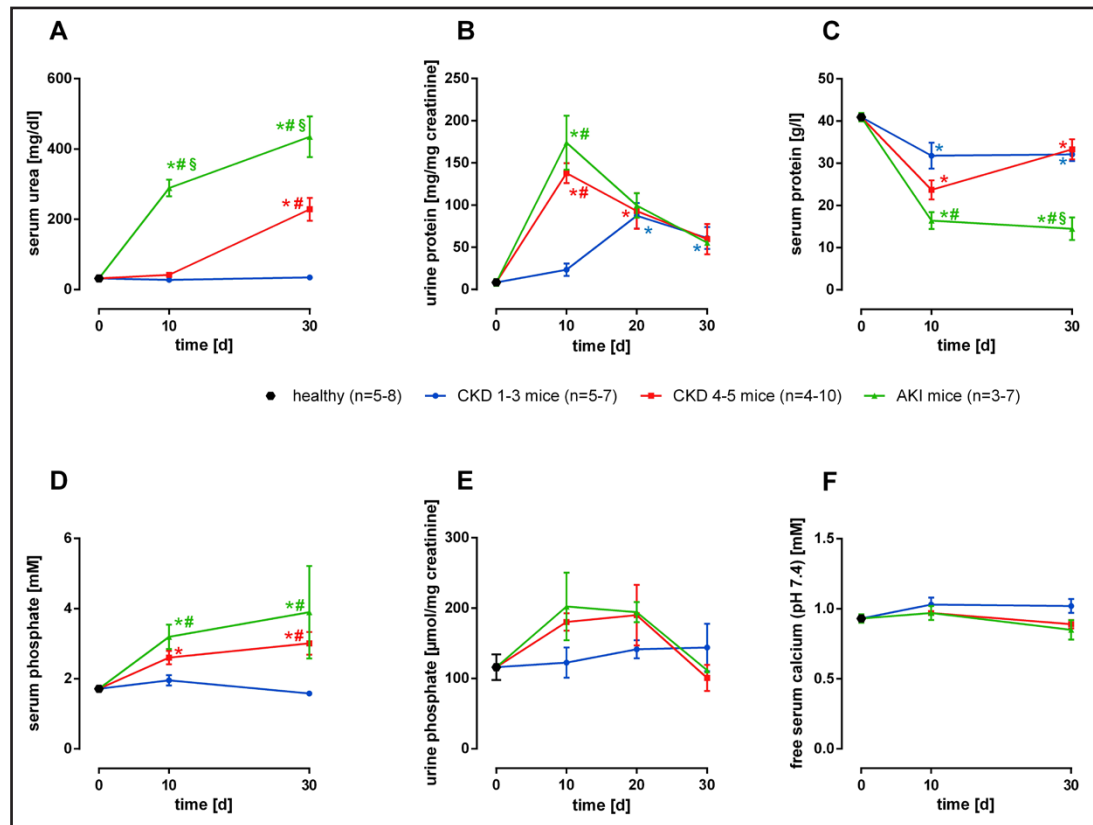 A
serum urea [mg/dl]
600
400
200
0
*# §
*# §
*#
0 10 30
time [d]
B
urine protein [mg/mg creatinine]
250
200
150
100
50
0
*#
*#
*
*
*
0 10 20 30
time [d]
C
serum protein [g/l]
50
40
30
20
10
0
*
*
*
*
*#
*#§
0 10 30
time [d]
healthy (n=5-8) CKD 1-3 mice (n=5-7) CKD 4-5 mice (n=4-10) AKI mice (n=3-7)
D
serum phosphate [mM]
6
4
2
0
*#
*#
*
*#
0 10 30
time [d]
E
urine phosphate [µmol/mg creatinine]
300
200
100
0
0 10 20 30
time [d]
F
free serum calcium (pH 7.4) [mM]
1.5
1.0
0.5
0.0
0 10 30
time [d]